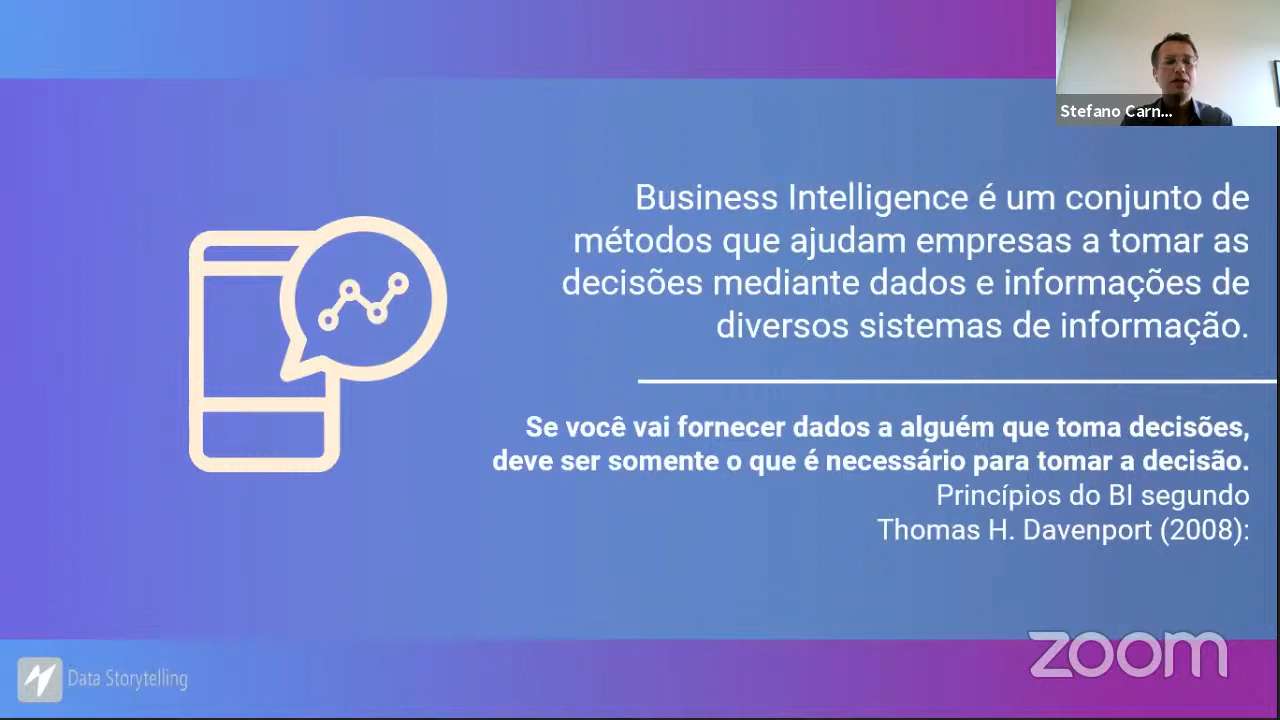 Stefano Carn...
Business Intelligence é um conjunto de
métodos que ajudam empresas a tomar as
decisões mediante dados e informações de
diversos sistemas de informação.
Se você vai fornecer dados a alguém que toma decisões,
deve ser somente o que é necessário para tomar a decisão.
Princípios do BI segundo
Thomas H. Davenport (2008):
zoom
Data Storytelling